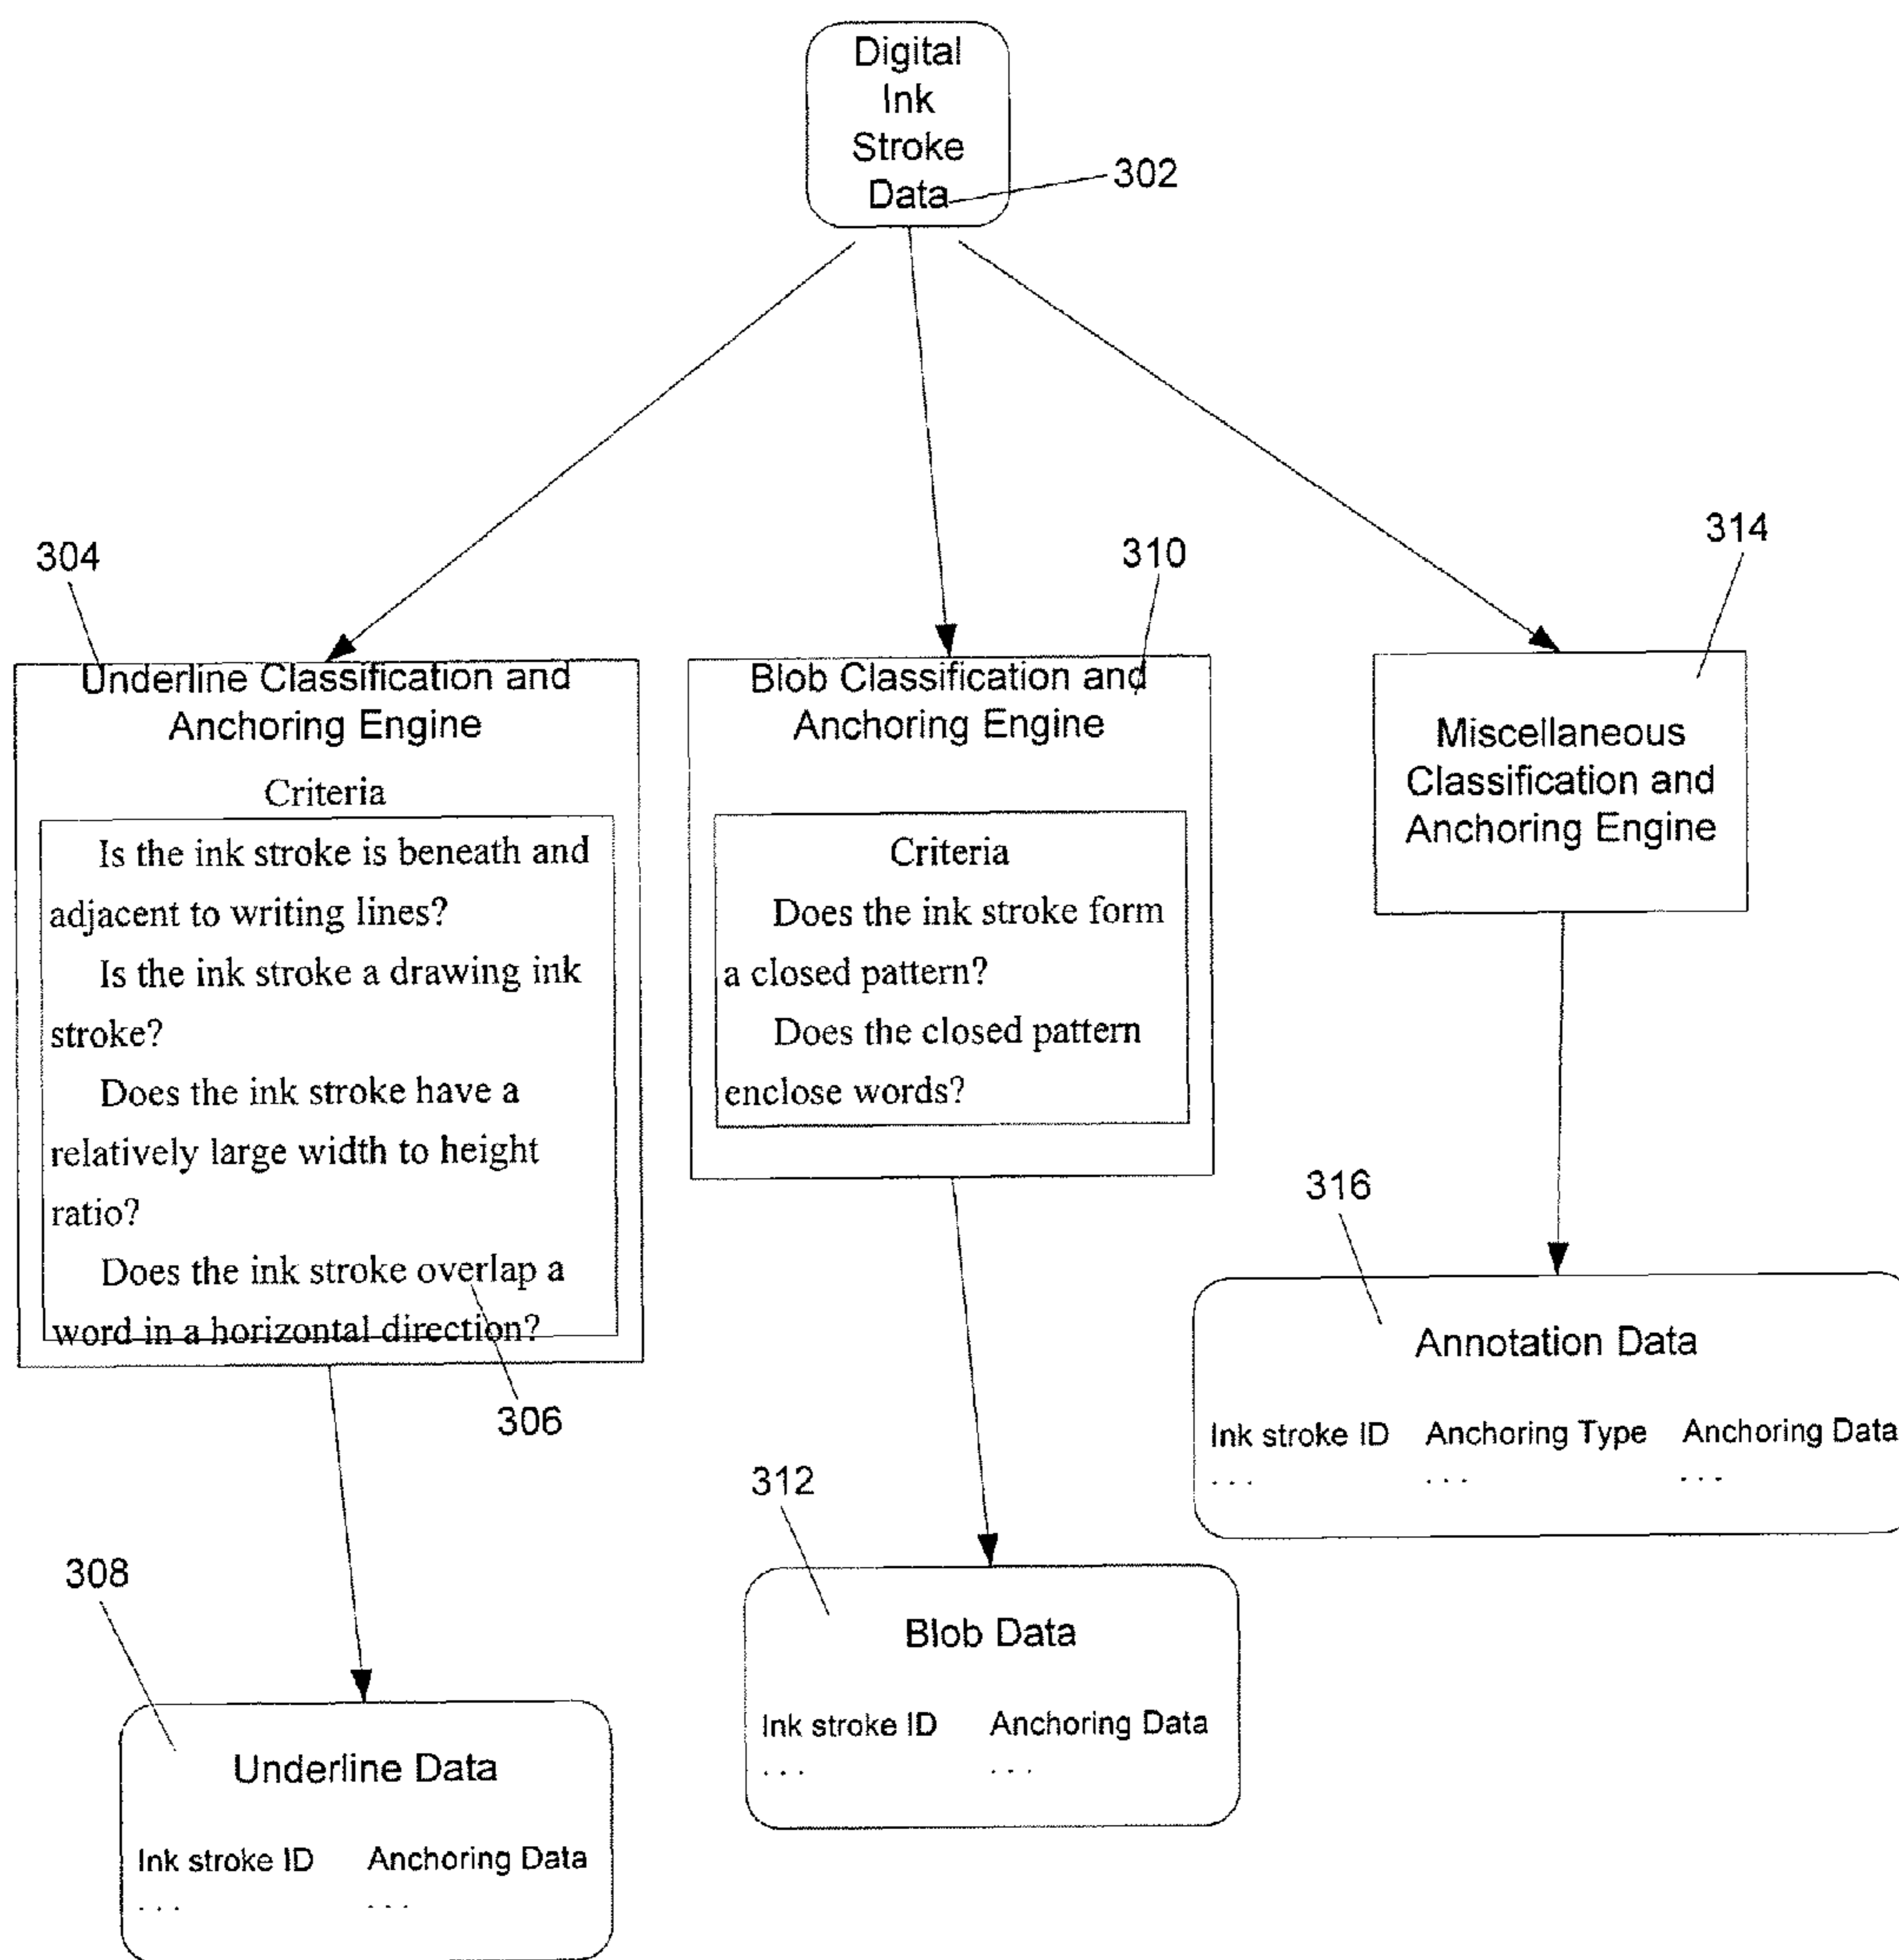 Digital
Ink
Stroke
Data
302
304
310
314
Underline Classification and
Anchoring Engine
Criteria
Is the ink stroke is beneath and
adjacent to writing lines?
Is the ink stroke a drawing ink
stroke?
Does the ink stroke have a
relatively large width to height
ratio?
Does the ink stroke overlap a
word in a horizontal direction?
306
Blob Classification and
Anchoring Engine
Criteria
Does the ink stroke form
a closed pattern?
Does the closed pattern
enclose words?
Miscellaneous
Classification and
Anchoring Engine
316
Annotation Data
Ink stroke ID Anchoring Type Anchoring Data
. . . . . . . . .
312
Blob Data
Ink stroke ID Anchoring Data
. . . . . .
308
Underline Data
Ink stroke ID Anchoring Data
. . . . . .